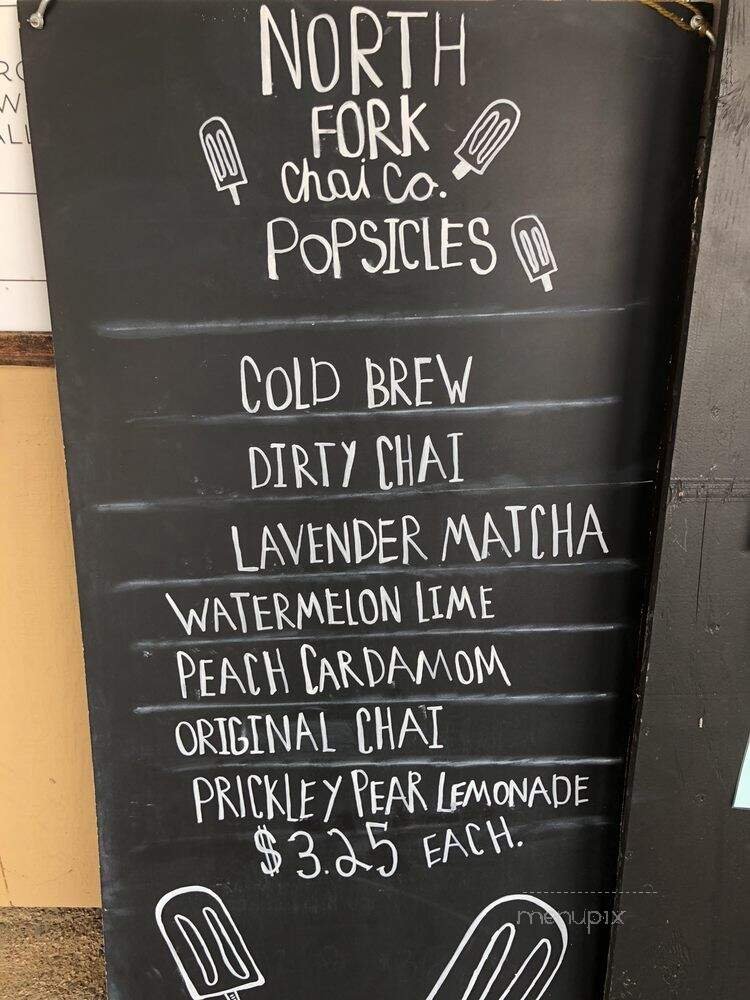 NORTH
FORK
Chai Co.
POPSICLES
COLD BREW
DIRTY CHAI
LAVENDER MATCHA
WATERMELON LIME
PEACH CARDAMOM
ORIGINAL CHAI
PRICKLEY PEAR LEMONADE
$3.25 EACH.
menupix